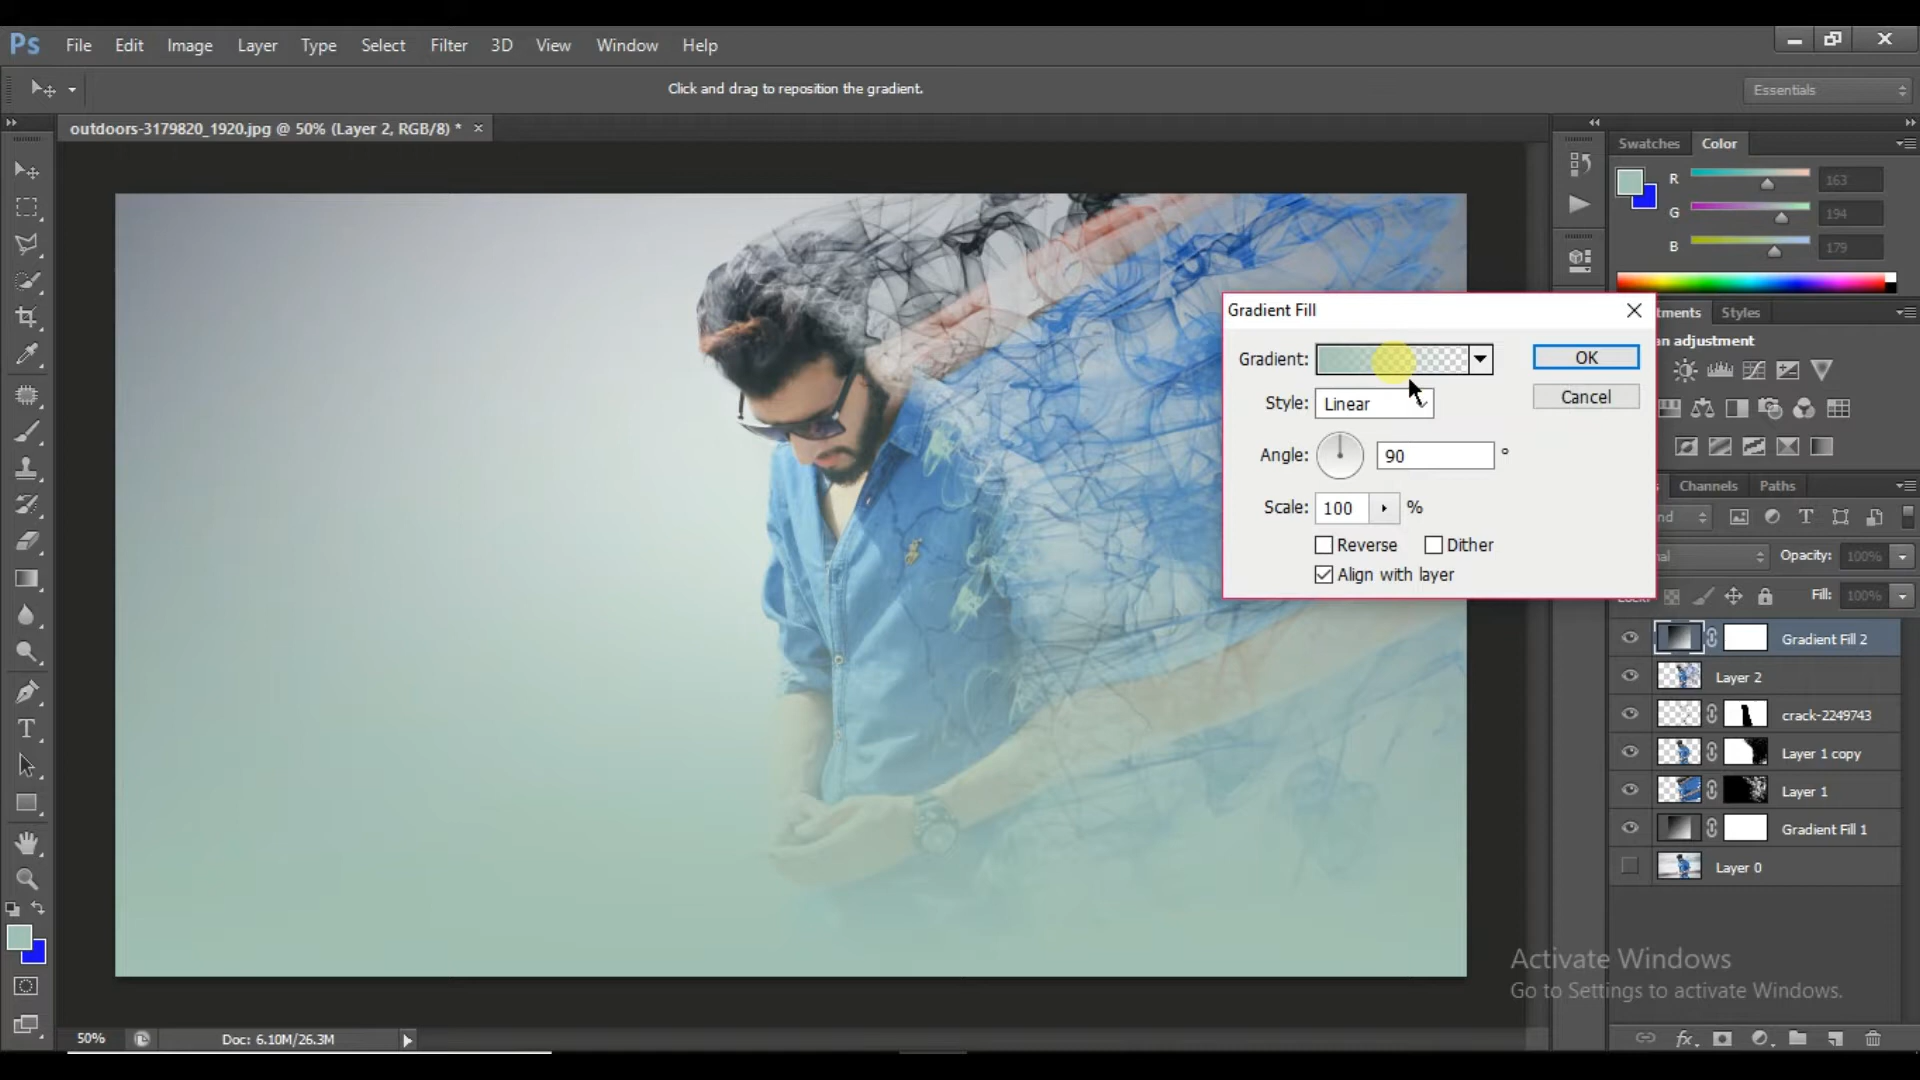 Ps File Edit Image Layer Type Select Filter 3D View Window Help
Click and drag to reposition the gradient.
Essentials
outdoors-3179820_1920.jpg @ 50% (Layer 2, RGB/8) * ×
Swatches Color
R 163
G 194
B 179
Gradient Fill
Gradient:
OK
Style: Linear
Cancel
Angle: 90 °
Scale: 100 %
Reverse Dither
Align with layer
Styles
an adjustment
Channels Paths
Opacity: 100%
Fill: 100%
Gradient Fill 2
Layer 2
crack-2249743
Layer 1 copy
Layer 1
Gradient Fill 1
Layer 0
Activate Windows
Go to Settings to activate Windows.
50% Doc: 6.10M/26.3M